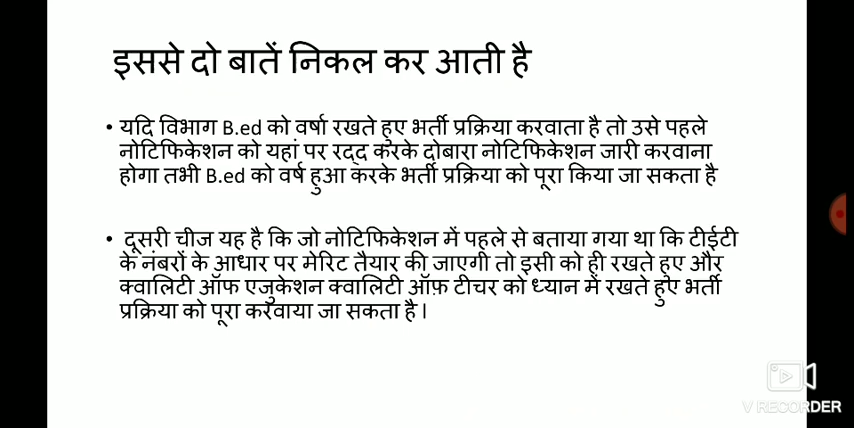 इससे दो बातें निकल कर आती है
• यदि विभाग B.ed को वर्षा रखते हुए भर्ती प्रक्रिया करवाता है तो उसे पहले
नोटिफिकेशन को यहां पर रद्द करके दोबारा नोटिफिकेशन जारी करवाना
होगा तभी B.ed को वर्ष हुआ करके भर्ती प्रक्रिया को पूरा किया जा सकता है
• दूसरी चीज यह है कि जो नोटिफिकेशन में पहले से बताया गया था कि टीईटी
के नंबरों के आधार पर मेरिट तैयार की जाएगी तो इसी को ही रखते हुए और
क्वालिटी ऑफ एजुकेशन क्वालिटी ऑफ़ टीचर को ध्यान में रखते हुए भर्ती
प्रक्रिया को पूरा करवाया जा सकता है ।
V RECORDER